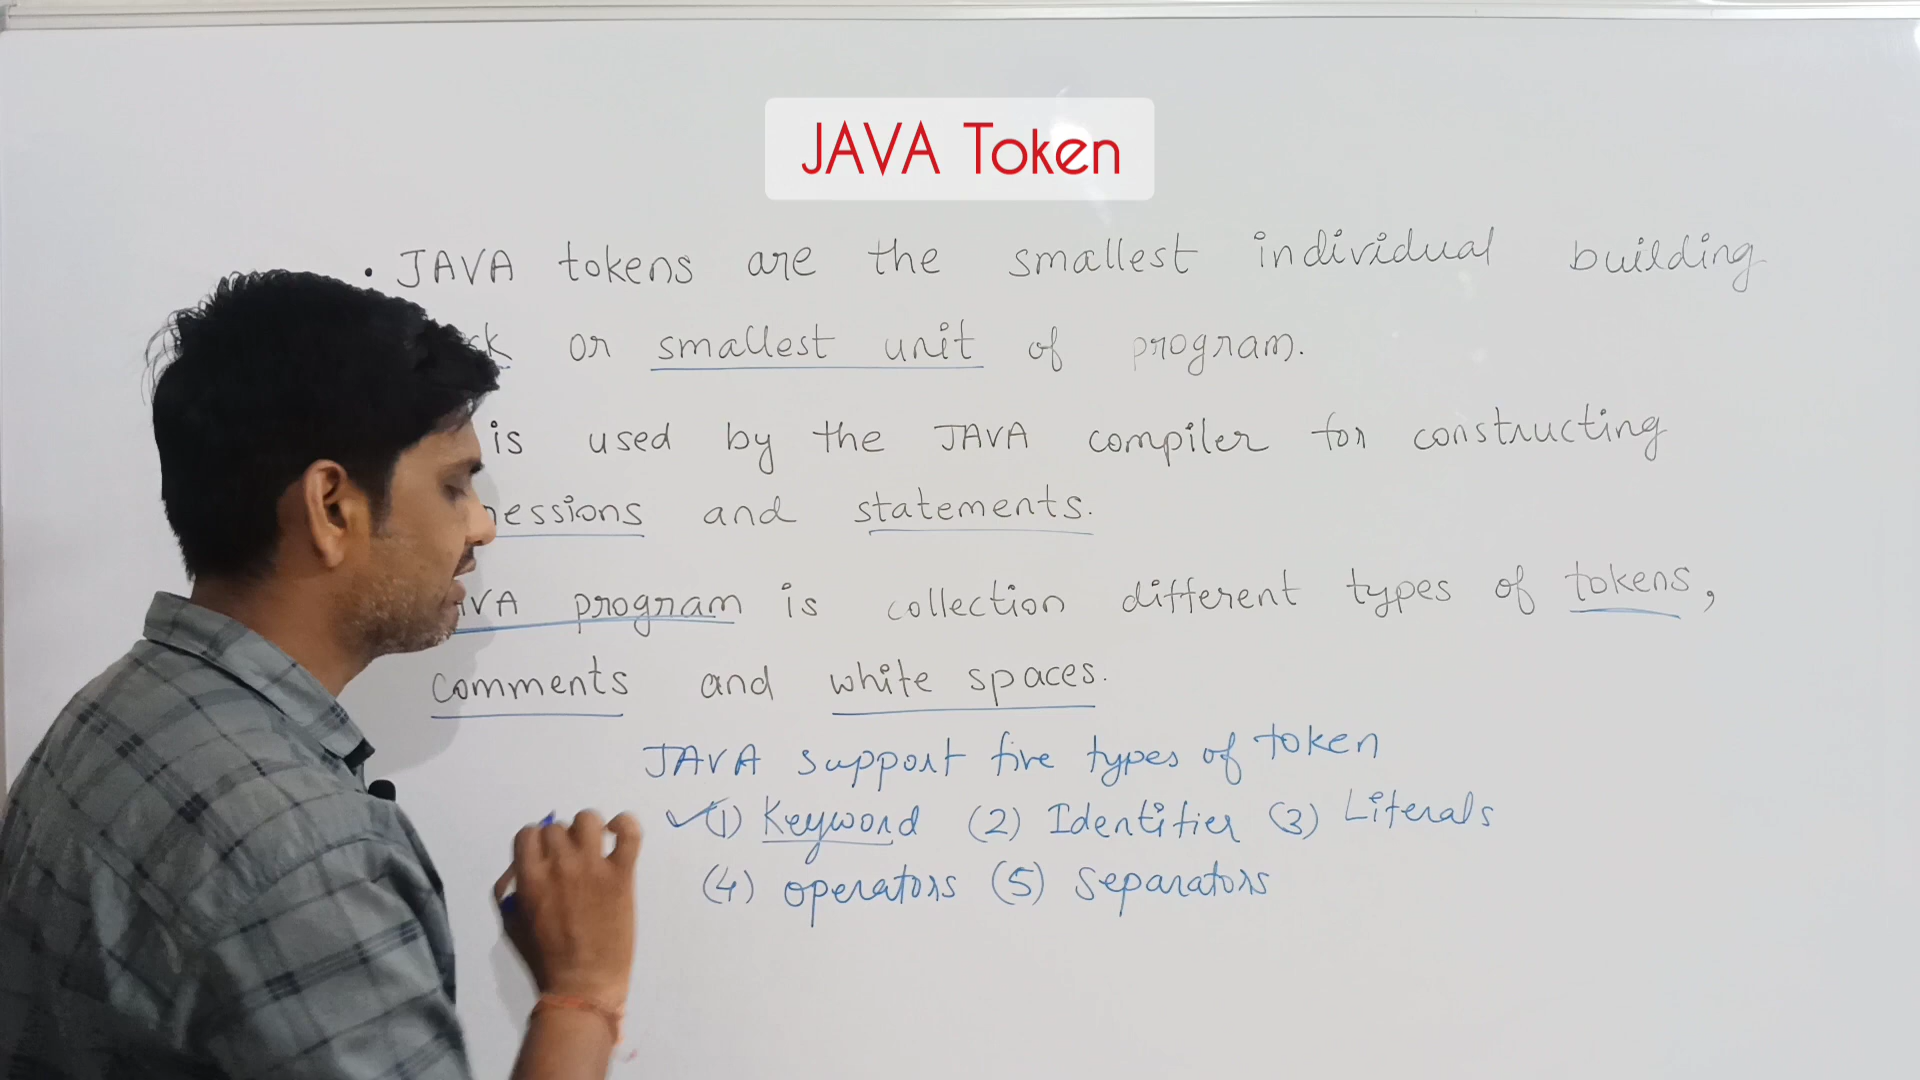 JAVA Token
• JAVA tokens are the smallest individual building
or smallest unit of program.
is used by the JAVA compiler for constructing
and statements.
program is collection different types of tokens,
comments and white spaces.
JAVA support five types of token
(1) Keyword (2) Identifier (3) Literals
(4) operators (5) Separators